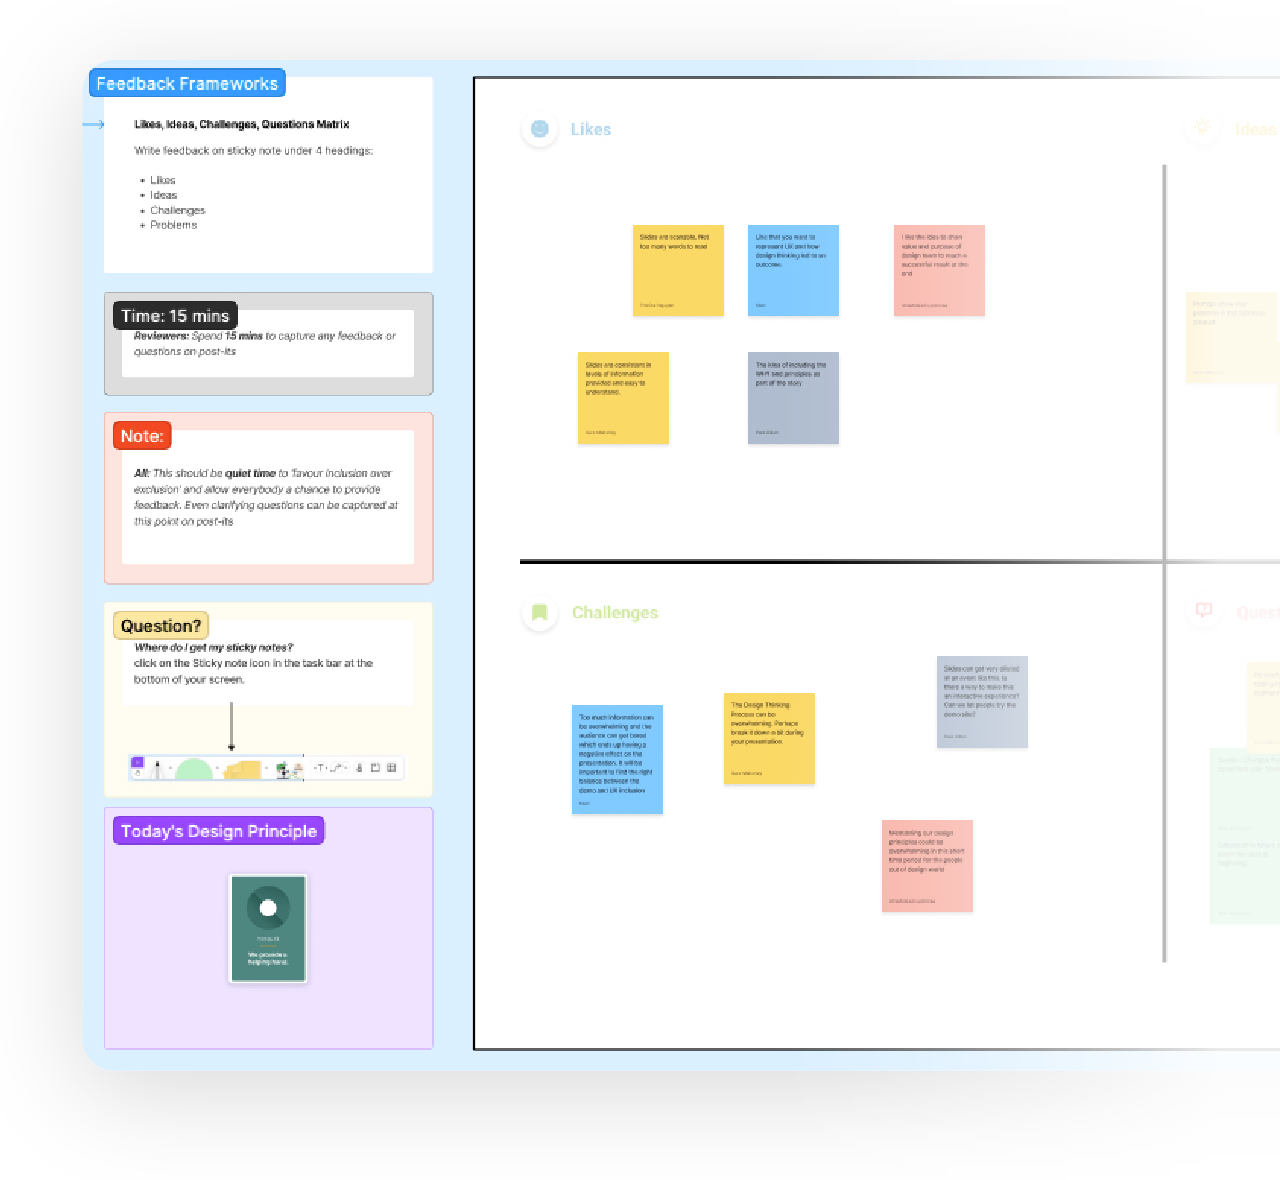 Feedback Frameworks
Likes, Ideas, Challenges, Questions Matrix
Write feedback on sticky note under 4 headings:
• Likes
• Ideas
• Challenges
• Problems
Time: 15 mins
Reviewers: Spend 15 mins to capture any feedback or
questions on post-its
Note:
All: This should be quiet time to 'favour inclusion over
exclusion' and allow everybody a chance to provide
feedback. Even clarifying questions can be captured at
this point on post-its
Question?
Where do I get my sticky notes?
click on the Sticky note icon in the task bar at the
bottom of your screen.
Today's Design Principle
We provide a
helping hand.
Likes
Slides are readable. Not
too many words to read
Like that you want to
represent UX and how
design thinking led to an
outcome.
I like the idea to share
value and purpose of
design team to reach a
successful result at the
end
Slides are consistent in
levels of information
provided and easy to
understand.
The idea of including the
Wi-Fi and principles as
part of the story
Ideas
Challenges
Too much information can
be overwhelming and the
audience can get bored
which ends up having a
negative effect on the
presentation. It will be
important to find the right
balance between the
demo and UX inclusion
The Design Thinking
Process can be
overwhelming. Perhaps
break it down a bit during
your presentation.
Slides can get very diluted
at an event like this. Is
there a way to make this
an interactive experience?
Can we let people try the
demo site?
Mentioning our design
principles could be
overwhelming in this short
time period for the people
out of design world
Quest